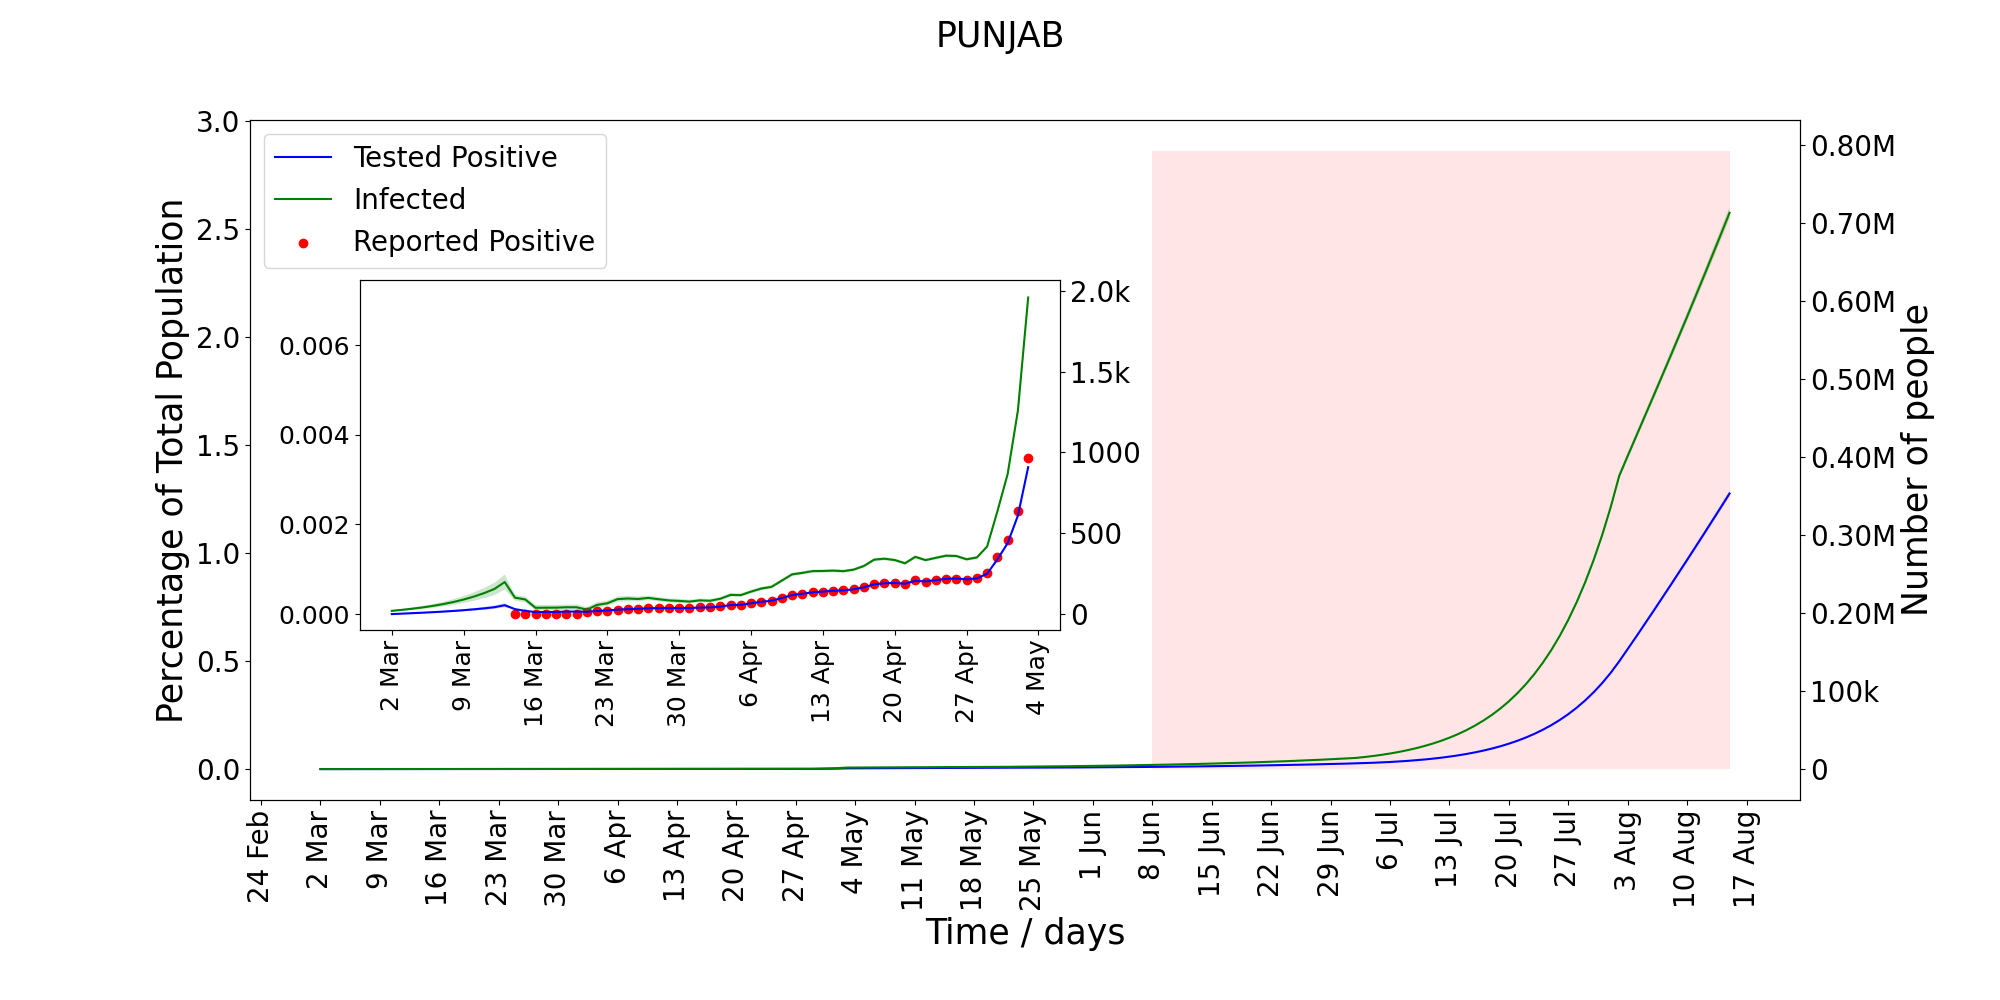 PUNJAB
3.0
2.5
2.0
1.5
1.0
0.5
0.0
Percentage of Total Population
Tested Positive
Infected
Reported Positive
0.006
0.004
0.002
0.000
2.0k
1.5k
1000
500
0
2 Mar
9 Mar
16 Mar
23 Mar
30 Mar
6 Apr
13 Apr
20 Apr
27 Apr
4 May
0.80M
0.70M
0.60M
0.50M
0.40M
0.30M
0.20M
100k
0
Number of people
24 Feb
2 Mar
9 Mar
16 Mar
23 Mar
30 Mar
6 Apr
13 Apr
20 Apr
27 Apr
4 May
11 May
18 May
25 May
1 Jun
8 Jun
15 Jun
22 Jun
29 Jun
6 Jul
13 Jul
20 Jul
27 Jul
3 Aug
10 Aug
17 Aug
Time / days